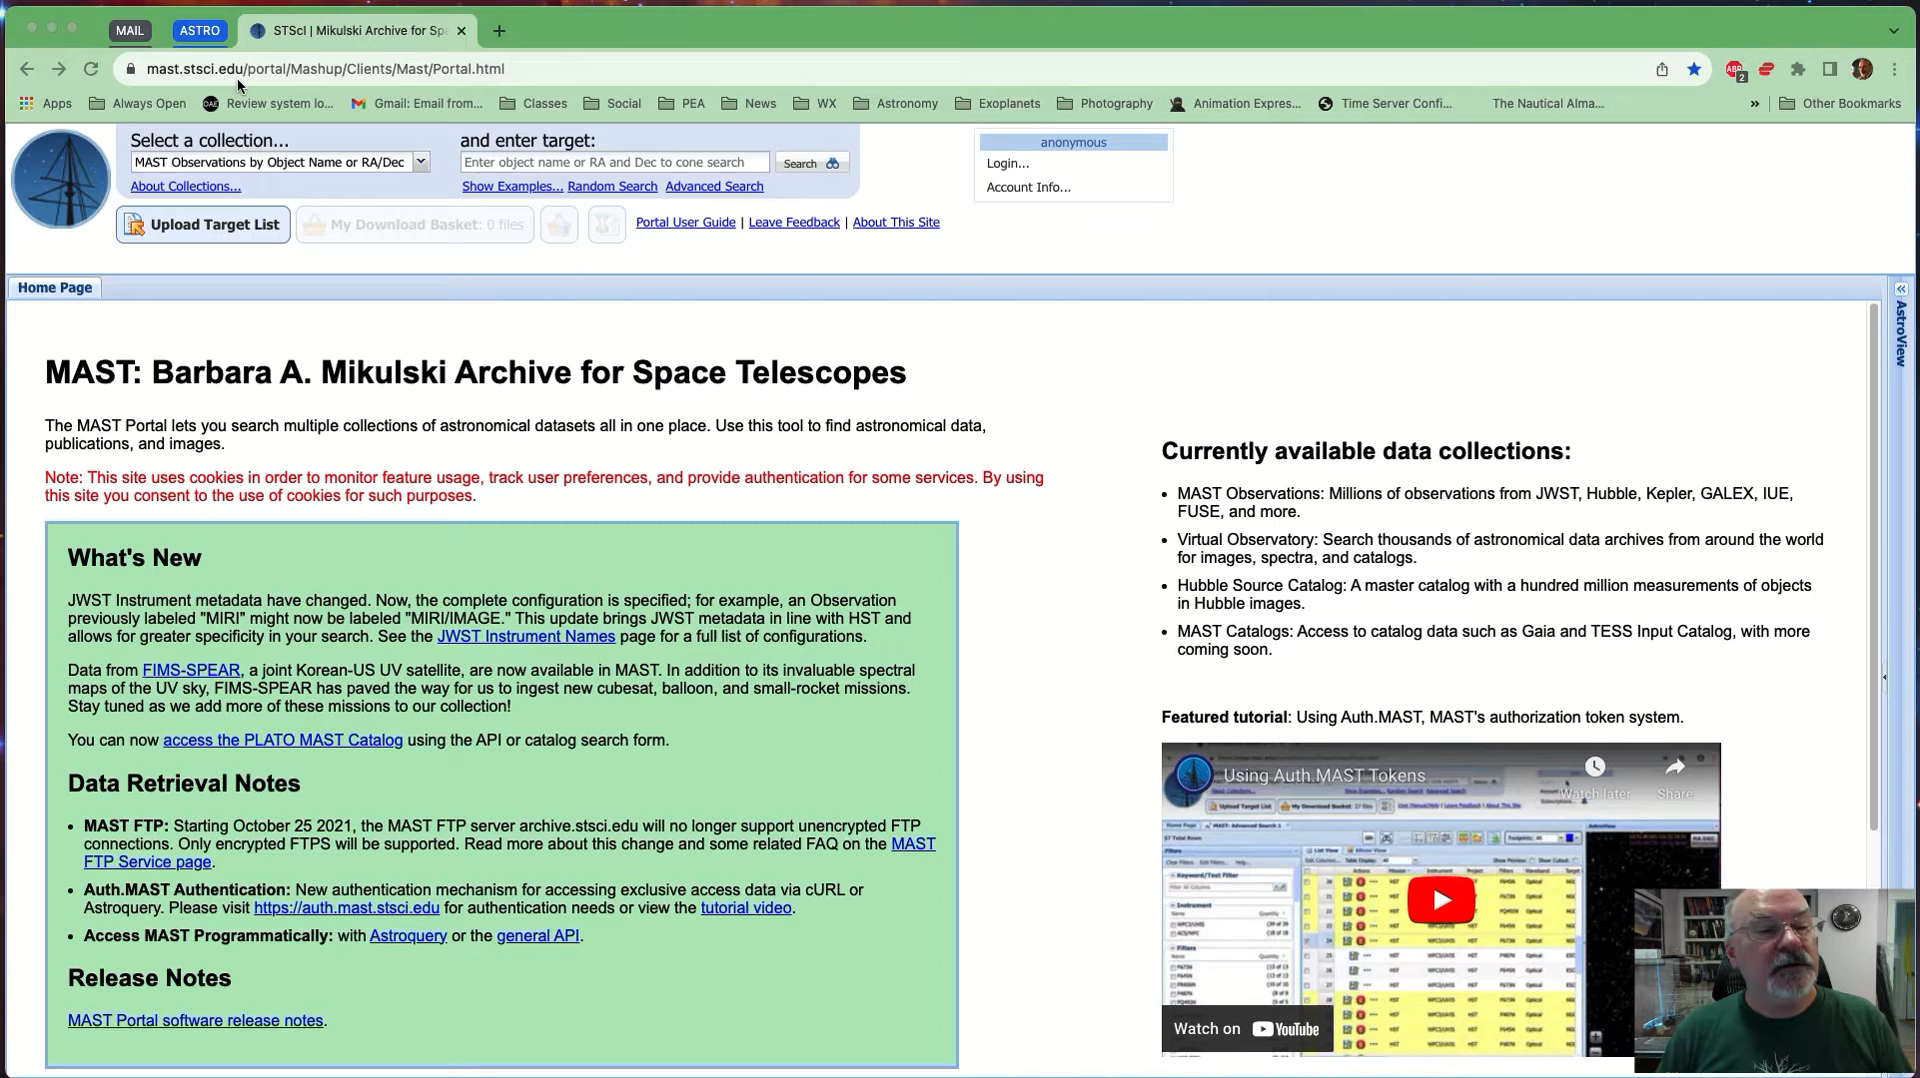 MAIL
ASTRO
STScI | Mikulski Archive for Sp
mast.stsci.edu/portal/Mashup/Clients/Mast/Portal.html
ABP
2
Apps
Always Open
OAE
Review system lo...
Gmail: Email from...
Classes
Social
PEA
News
WX
Astronomy
Exoplanets
Photography
Animation Expres...
Time Server Confi...
The Nautical Alma...
»
Other Bookmarks
Select a collection...
and enter target:
MAST Observations by Object Name or RA/Dec
Enter object name or RA and Dec to cone search
Search
About Collections...
Show Examples... Random Search Advanced Search
anonymous
Login...
Account Info...
Upload Target List
My Download Basket: 0 files
Portal User Guide | Leave Feedback | About This Site
Home Page
AstroView
MAST: Barbara A. Mikulski Archive for Space Telescopes
The MAST Portal lets you search multiple collections of astronomical datasets all in one place. Use this tool to find astronomical data,
publications, and images.
Note: This site uses cookies in order to monitor feature usage, track user preferences, and provide authentication for some services. By using
this site you consent to the use of cookies for such purposes.
What's New
JWST Instrument metadata have changed. Now, the complete configuration is specified; for example, an Observation
previously labeled "MIRI" might now be labeled "MIRI/IMAGE." This update brings JWST metadata in line with HST and
allows for greater specificity in your search. See the JWST Instrument Names page for a full list of configurations.
Data from FIMS-SPEAR, a joint Korean-US UV satellite, are now available in MAST. In addition to its invaluable spectral
maps of the UV sky, FIMS-SPEAR has paved the way for us to ingest new cubesat, balloon, and small-rocket missions.
Stay tuned as we add more of these missions to our collection!
You can now access the PLATO MAST Catalog using the API or catalog search form.
Data Retrieval Notes
• MAST FTP: Starting October 25 2021, the MAST FTP server archive.stsci.edu will no longer support unencrypted FTP
connections. Only encrypted FTPS will be supported. Read more about this change and some related FAQ on the MAST
FTP Service page.
• Auth.MAST Authentication: New authentication mechanism for accessing exclusive access data via cURL or
Astroquery. Please visit https://auth.mast.stsci.edu for authentication needs or view the tutorial video.
• Access MAST Programmatically: with Astroquery or the general API.
Release Notes
MAST Portal software release notes.
Currently available data collections:
• MAST Observations: Millions of observations from JWST, Hubble, Kepler, GALEX, IUE,
FUSE, and more.
• Virtual Observatory: Search thousands of astronomical data archives from around the world
for images, spectra, and catalogs.
• Hubble Source Catalog: A master catalog with a hundred million measurements of objects
in Hubble images.
• MAST Catalogs: Access to catalog data such as Gaia and TESS Input Catalog, with more
coming soon.
Featured tutorial: Using Auth.MAST, MAST's authorization token system.
Using Auth.MAST Tokens
Watch later
Share
Upload Target List
Watch on YouTube